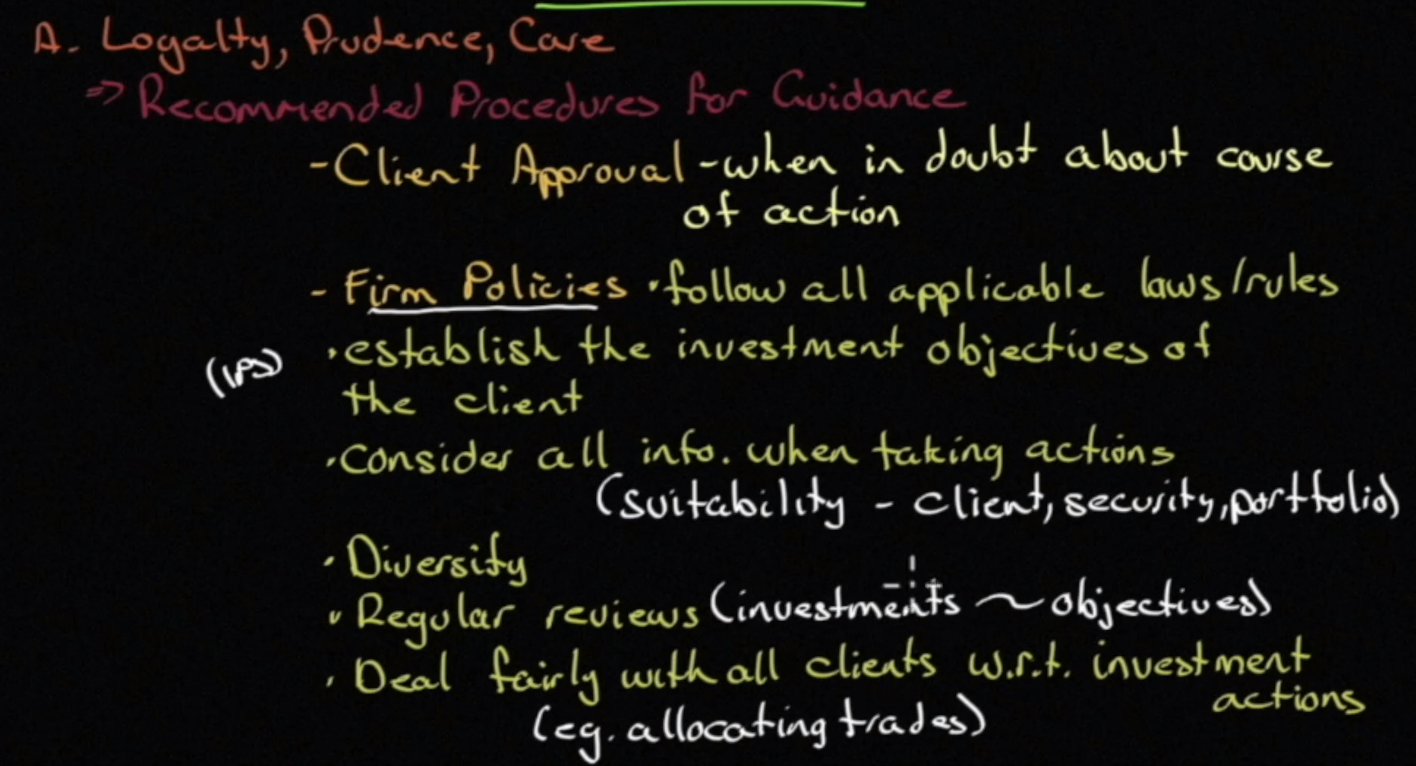 A. Loyalty, Prudence, Care
⇒ Recommended Procedures for Guidance
- Client Approval - when in doubt about course
of action
- Firm Policies • follow all applicable laws/rules
(IPS) • establish the investment objectives of
the client
• consider all info. when taking actions
(suitability - client, security, portfolio)
• Diversify
• Regular reviews (investments ~ objectives)
• Deal fairly with all clients w.r.t. investment
actions
(eg. allocating trades)